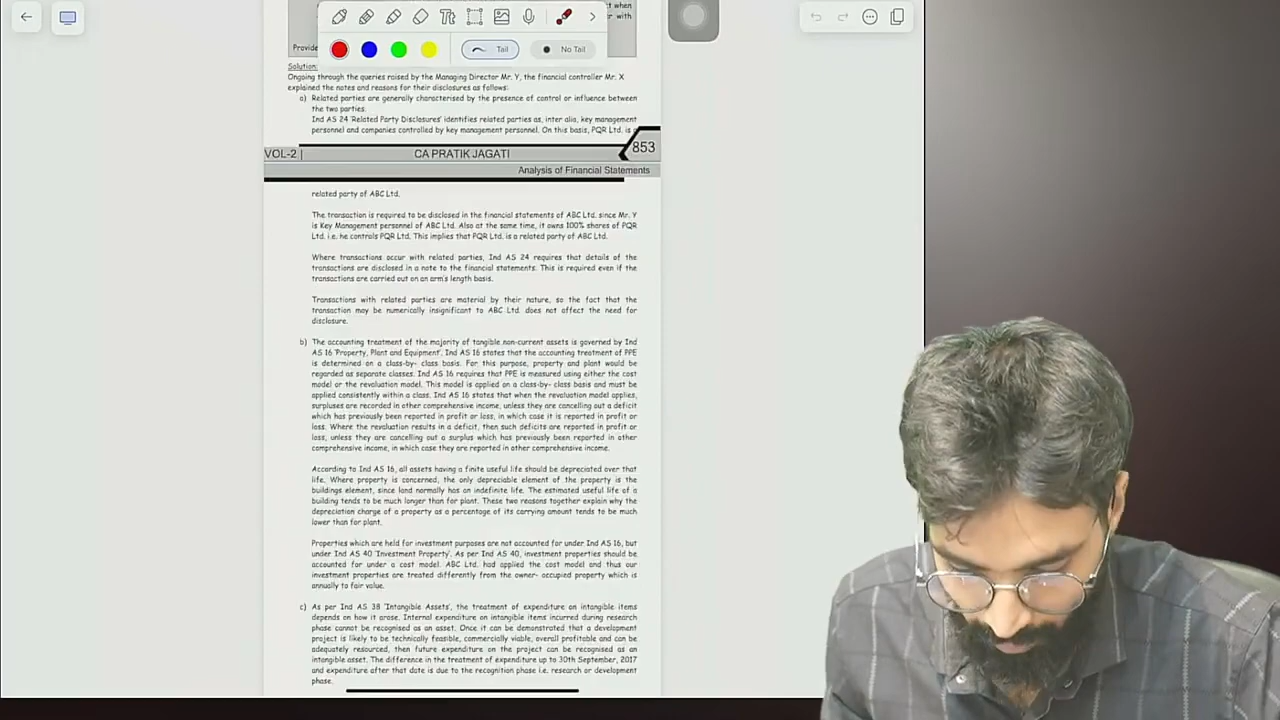 t when
r with
Tail
No Tail
Provide
Solution:
Ongoing through the queries raised by the Managing Director Mr. Y, the financial controller Mr. X
explained the notes and reasons for their disclosures as follows:
a) Related parties are generally characterised by the presence of control or influence between
the two parties.
Ind AS 24 'Related Party Disclosures' identifies related parties as, inter alia, key management
personnel and companies controlled by key management personnel. On this basis, PQR Ltd. is a
VOL-2 | CA PRATIK JAGATI 853
Analysis of Financial Statements
related party of ABC Ltd.
The transaction is required to be disclosed in the financial statements of ABC Ltd. since Mr. Y
is Key Management personnel of ABC Ltd. Also at the same time, it owns 100% shares of PQR
Ltd. i.e. he controls PQR Ltd. This implies that PQR Ltd. is a related party of ABC Ltd.
Where transactions occur with related parties, Ind AS 24 requires that details of the
transactions are disclosed in a note to the financial statements. This is required even if the
transactions are carried out on an arm's length basis.
Transactions with related parties are material by their nature, so the fact that the
transaction may be numerically insignificant to ABC Ltd. does not affect the need for
disclosure.
b) The accounting treatment of the majority of tangible non-current assets is governed by Ind
AS 16 'Property, Plant and Equipment'. Ind AS 16 states that the accounting treatment of PPE
is determined on a class-by- class basis. For this purpose, property and plant would be
regarded as separate classes. Ind AS 16 requires that PPE is measured using either the cost
model or the revaluation model. This model is applied on a class-by- class basis and must be
applied consistently within a class. Ind AS 16 states that when the revaluation model applies,
surpluses are recorded in other comprehensive income, unless they are cancelling out a deficit
which has previously been reported in profit or loss, in which case it is reported in profit or
loss. Where the revaluation results in a deficit, then such deficits are reported in profit or
loss, unless they are cancelling out a surplus which has previously been reported in other
comprehensive income, in which case they are reported in other comprehensive income.
According to Ind AS 16, all assets having a finite useful life should be depreciated over that
life. Where property is concerned, the only depreciable element of the property is the
buildings element, since land normally has an indefinite life. The estimated useful life of a
building tends to be much longer than for plant. These two reasons together explain why the
depreciation charge of a property as a percentage of its carrying amount tends to be much
lower than for plant.
Properties which are held for investment purposes are not accounted for under Ind AS 16, but
under Ind AS 40 'Investment Property'. As per Ind AS 40, investment properties should be
accounted for under a cost model. ABC Ltd. had applied the cost model and thus our
investment properties are treated differently from the owner- occupied property which is
annually to fair value.
c) As per Ind AS 38 'Intangible Assets', the treatment of expenditure on intangible items
depends on how it arose. Internal expenditure on intangible items incurred during research
phase cannot be recognised as an asset. Once it can be demonstrated that a development
project is likely to be technically feasible, commercially viable, overall profitable and can be
adequately resourced, then future expenditure on the project can be recognised as an
intangible asset. The difference in the treatment of expenditure up to 30th September, 2017
and expenditure after that date is due to the recognition phase i.e. research or development
phase.